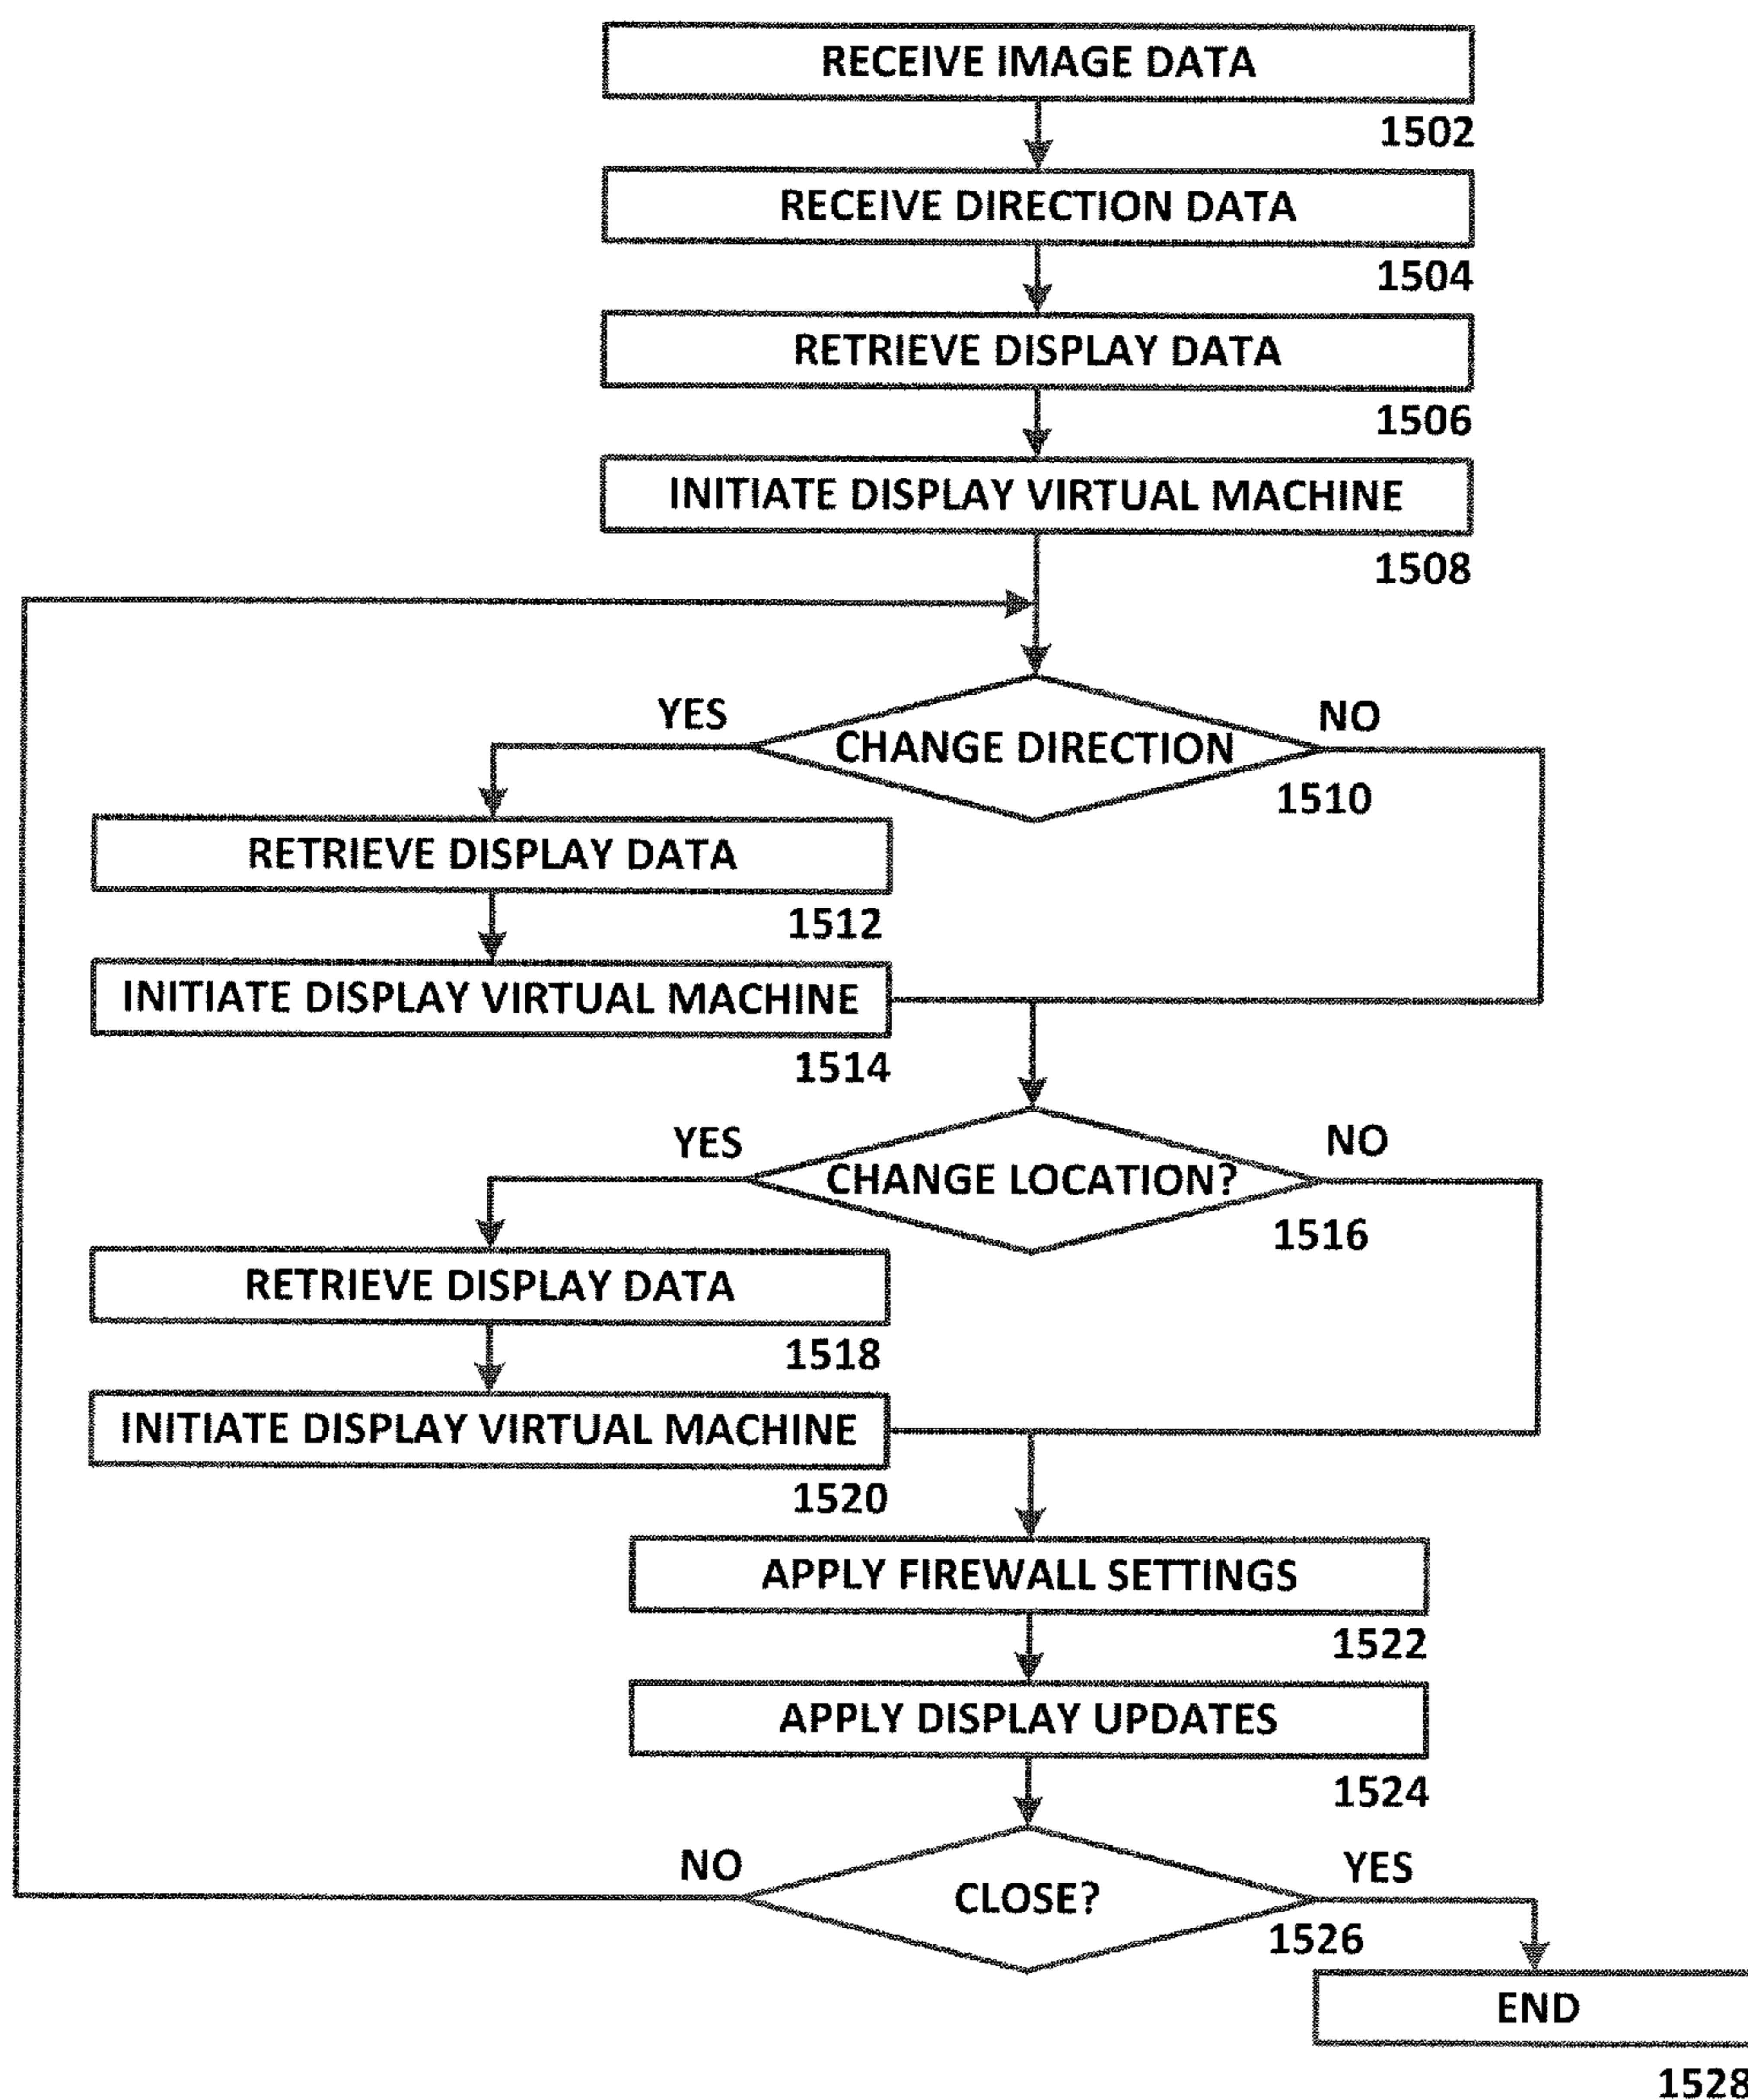 RECEIVE IMAGE DATA
1502
RECEIVE DIRECTION DATA
1504
RETRIEVE DISPLAY DATA
1506
INITIATE DISPLAY VIRTUAL MACHINE
1508
YES
NO
CHANGE DIRECTION
1510
RETRIEVE DISPLAY DATA
1512
INITIATE DISPLAY VIRTUAL MACHINE
1514
YES
NO
CHANGE LOCATION?
1516
RETRIEVE DISPLAY DATA
1518
INITIATE DISPLAY VIRTUAL MACHINE
1520
APPLY FIREWALL SETTINGS
1522
APPLY DISPLAY UPDATES
1524
NO
YES
CLOSE?
1526
END
1528